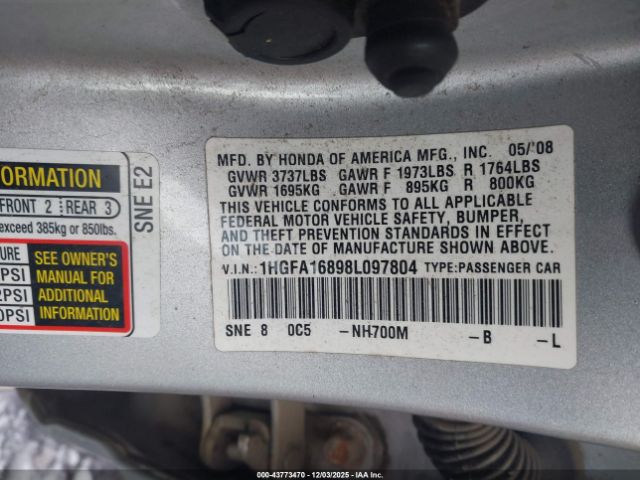 ORMATION
FRONT 2 REAR 3
exceed 385kg or 850lbs.
URE
PSI
2PSI
0PSI
SEE OWNER'S
MANUAL FOR
ADDITIONAL
INFORMATION
SNE E2
MFD. BY HONDA OF AMERICA MFG., INC. 05/'08
GVWR 3737LBS GAWR F 1973LBS R 1764LBS
GVWR 1695KG GAWR F 895KG R 800KG
THIS VEHICLE CONFORMS TO ALL APPLICABLE
FEDERAL MOTOR VEHICLE SAFETY, BUMPER,
AND THEFT PREVENTION STANDARDS IN EFFECT
ON THE DATE OF MANUFACTURE SHOWN ABOVE.
V.I.N.: 1HGFA16898L097804 TYPE:PASSENGER CAR
SNE 8 0C5 -NH700M -B -L
000-43773470 12/03/2025 - IAA INC.